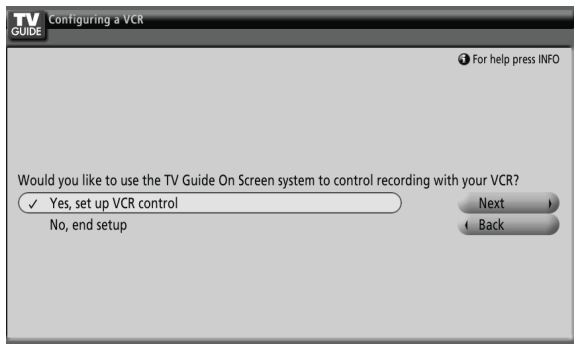 TV GUIDE
Configuring a VCR
For help press INFO
Would you like to use the TV Guide On Screen system to control recording with your VCR?
✓ Yes, set up VCR control
Next
No, end setup
Back